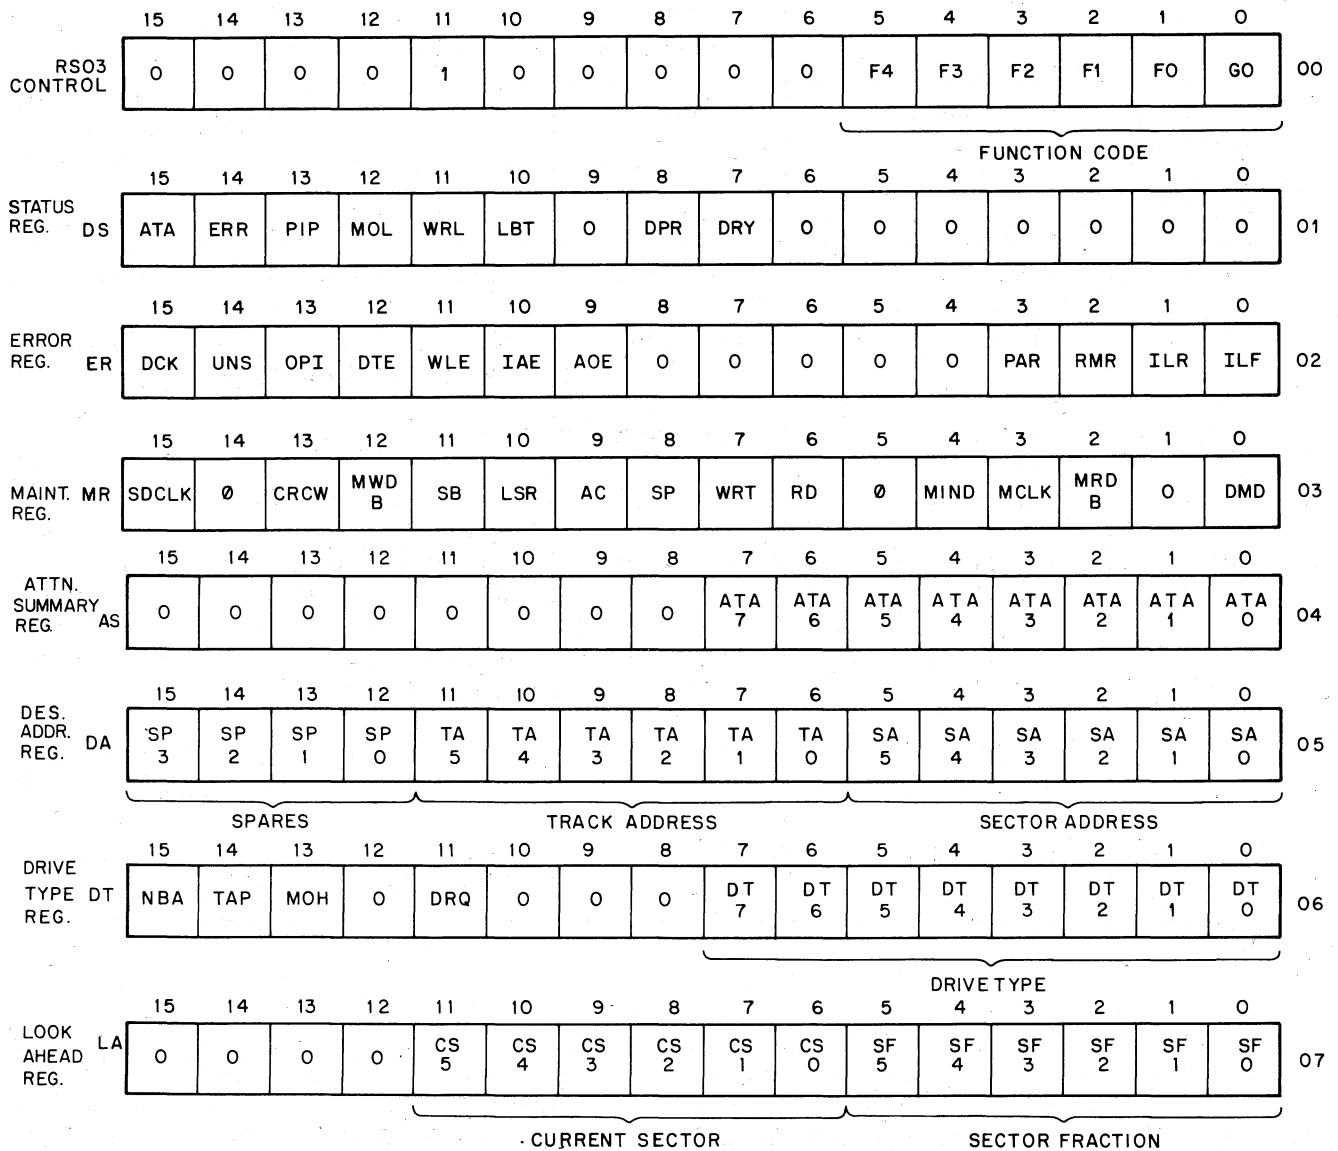 15 14 13 12 11 10 9 8 7 6 5 4 3 2 1 0
RS03 CONTROL 0 0 0 0 1 0 0 0 0 0 F4 F3 F2 F1 F0 GO 00
FUNCTION CODE
15 14 13 12 11 10 9 8 7 6 5 4 3 2 1 0
STATUS REG. DS ATA ERR PIP MOL WRL LBT 0 DPR DRY 0 0 0 0 0 0 0 01
15 14 13 12 11 10 9 8 7 6 5 4 3 2 1 0
ERROR REG. ER DCK UNS OPI DTE WLE IAE AOE 0 0 0 0 0 PAR RMR ILR ILF 02
15 14 13 12 11 10 9 8 7 6 5 4 3 2 1 0
MAINT. REG. MR SDCLK Ø CRCW MWD B SB LSR AC SP WRT RD Ø MIND MCLK MRD B 0 DMD 03
15 14 13 12 11 10 9 8 7 6 5 4 3 2 1 0
ATTN. SUMMARY REG. AS 0 0 0 0 0 0 0 0 ATA 7 ATA 6 ATA 5 ATA 4 ATA 3 ATA 2 ATA 1 ATA 0 04
15 14 13 12 11 10 9 8 7 6 5 4 3 2 1 0
DES. ADDR. REG. DA SP 3 SP 2 SP 1 SP 0 TA 5 TA 4 TA 3 TA 2 TA 1 TA 0 SA 5 SA 4 SA 3 SA 2 SA 1 SA 0 05
SPARES TRACK ADDRESS SECTOR ADDRESS
15 14 13 12 11 10 9 8 7 6 5 4 3 2 1 0
DRIVE TYPE REG. DT NBA TAP MOH 0 DRQ 0 0 0 DT 7 DT 6 DT 5 DT 4 DT 3 DT 2 DT 1 DT 0 06
DRIVE TYPE
15 14 13 12 11 10 9 8 7 6 5 4 3 2 1 0
LOOK AHEAD REG. LA 0 0 0 0 CS 5 CS 4 CS 3 CS 2 CS 1 CS 0 SF 5 SF 4 SF 3 SF 2 SF 1 SF 0 07
CURRENT SECTOR SECTOR FRACTION